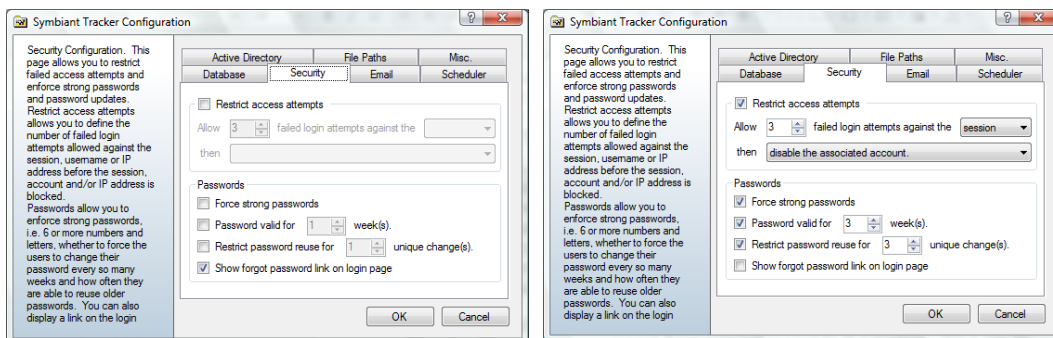 Symbiant Tracker Configuration
Security Configuration. This
page allows you to restrict
failed access attempts and
enforce strong passwords
and password updates.
Restrict access attempts
allows you to define the
number of failed login
attempts allowed against the
session, username or IP
address before the session,
account and/or IP address is
blocked.
Passwords allow you to
enforce strong passwords,
i.e. 6 or more numbers and
letters, whether to force the
users to change their
password every so many
weeks and how often they
are able to reuse older
passwords. You can also
display a link on the login
Active Directory File Paths Misc.
Database Security Email Scheduler
Restrict access attempts
Allow 3 failed login attempts against the
then
Passwords
Force strong passwords
Password valid for 1 week(s).
Restrict password reuse for 1 unique change(s).
Show forgot password link on login page
OK Cancel
Symbiant Tracker Configuration
Security Configuration. This
page allows you to restrict
failed access attempts and
enforce strong passwords
and password updates.
Restrict access attempts
allows you to define the
number of failed login
attempts allowed against the
session, username or IP
address before the session,
account and/or IP address is
blocked.
Passwords allow you to
enforce strong passwords,
i.e. 6 or more numbers and
letters, whether to force the
users to change their
password every so many
weeks and how often they
are able to reuse older
passwords. You can also
display a link on the login
Active Directory File Paths Misc.
Database Security Email Scheduler
Restrict access attempts
Allow 3 failed login attempts against the session
then disable the associated account.
Passwords
Force strong passwords
Password valid for 3 week(s).
Restrict password reuse for 3 unique change(s).
Show forgot password link on login page
OK Cancel